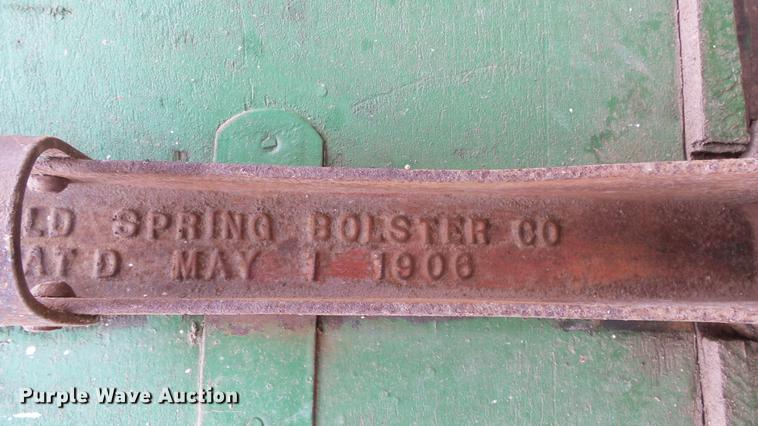 LD SPRING BOLSTER CO
AT'D MAY 1 1906
Purple Wave Auction